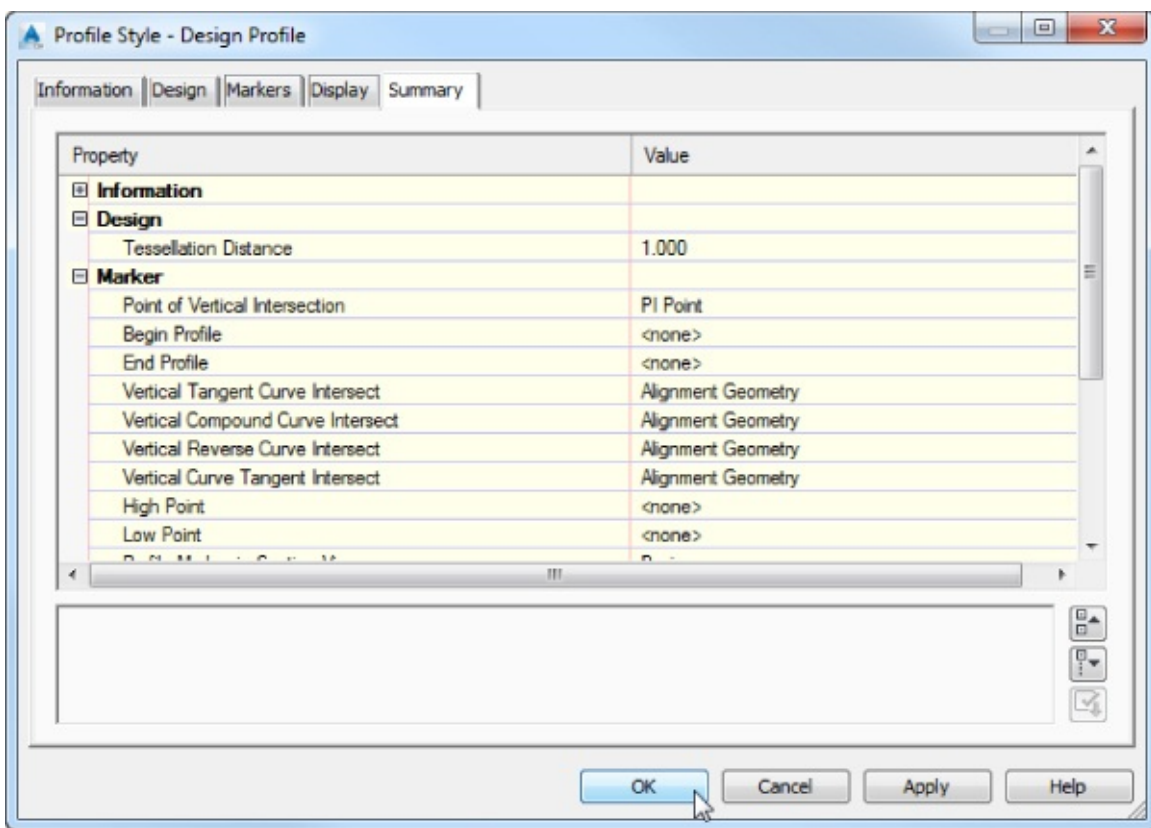 Profile Style - Design Profile
Information Design Markers Display Summary
Property Value
Information
Design
Tessellation Distance 1.000
Marker
Point of Vertical Intersection PI Point
Begin Profile <none>
End Profile <none>
Vertical Tangent Curve Intersect Alignment Geometry
Vertical Compound Curve Intersect Alignment Geometry
Vertical Reverse Curve Intersect Alignment Geometry
Vertical Curve Tangent Intersect Alignment Geometry
High Point <none>
Low Point <none>
OK Cancel Apply Help